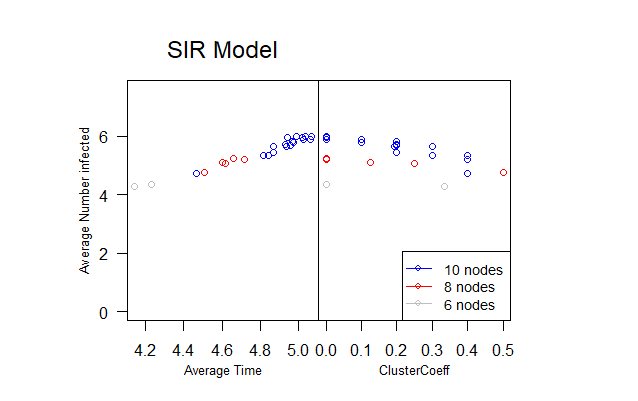 SIR Model
Average Number infected
6
4
2
0
10 nodes
8 nodes
6 nodes
4.2 4.4 4.6 4.8 5.0 0.0 0.1 0.2 0.3 0.4 0.5
Average Time ClusterCoeff